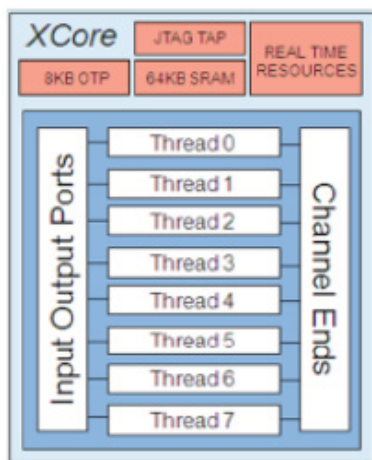 XCore
JTAG TAP
REAL TIME
RESOURCES
8KB OTP
64KB SRAM
Input Output Ports
Thread 0
Thread 1
Thread 2
Thread 3
Thread 4
Thread 5
Thread 6
Thread 7
Channel Ends